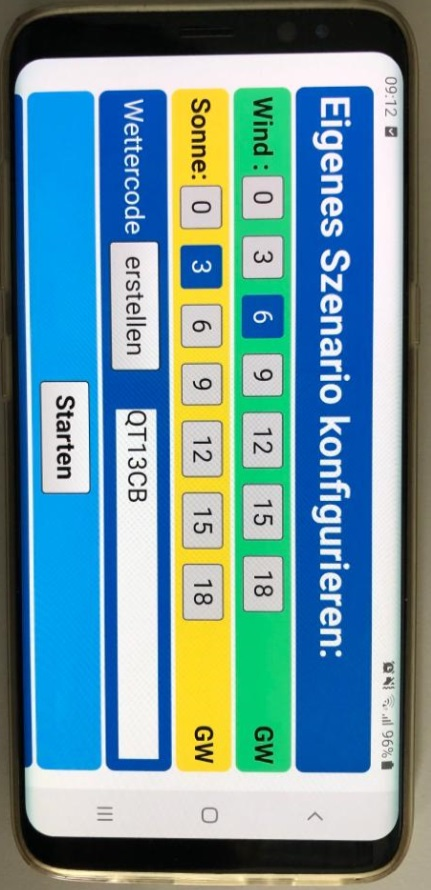 09:12 96%
Eigenes Szenario konfigurieren:
Wind : 0 3 6 9 12 15 18 GW
Sonne: 0 3 6 9 12 15 18 GW
Wettercode erstellen QT13CB
Starten